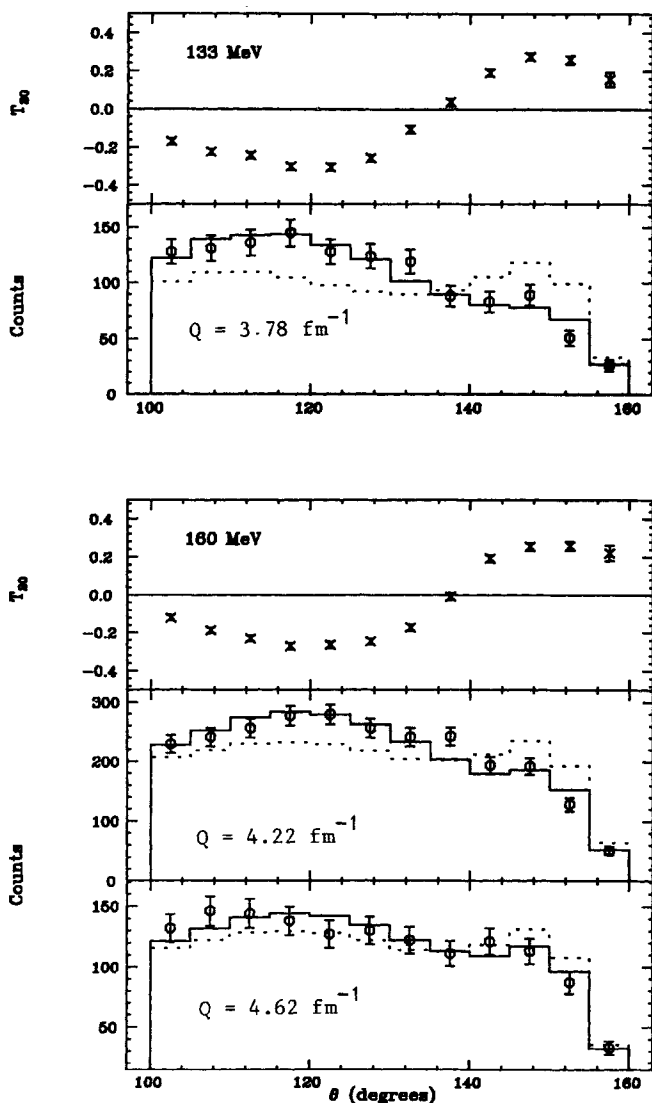 0.4
133 MeV
0.2
T₂₀
0.0
−0.2
−0.4
150
100
Counts
50
Q = 3.78 fm⁻¹
0
100 120 140 160
0.4
160 MeV
0.2
T₂₀
0.0
−0.2
−0.4
300
200
100
Q = 4.22 fm⁻¹
0
Counts
150
100
Q = 4.62 fm⁻¹
50
100 120 140 160
θ (degrees)